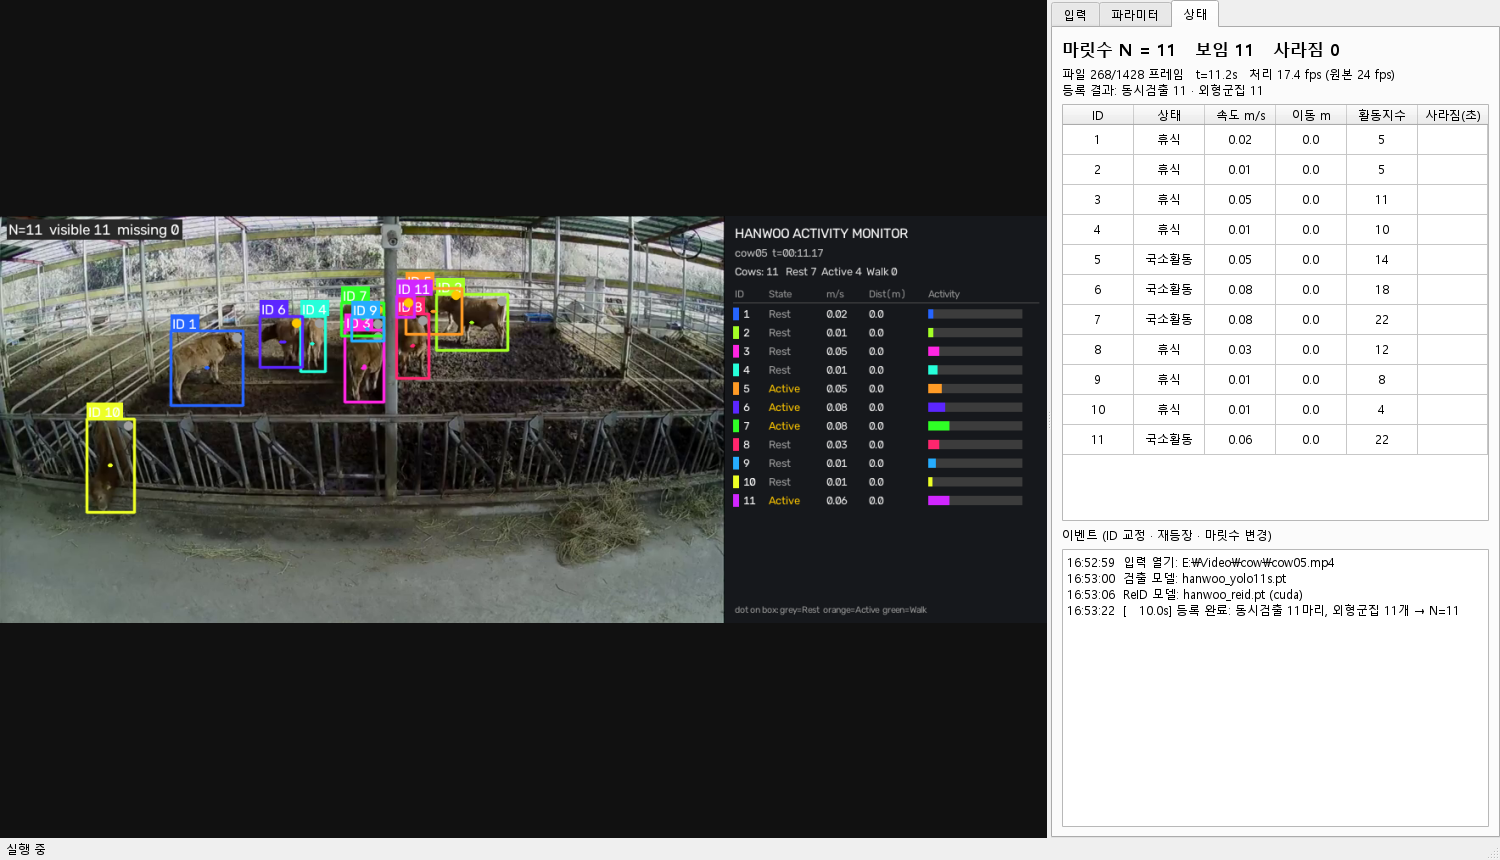 입력 파라미터 상태
마릿수 N = 11 보임 11 사라짐 0
파일 268/1428 프레임 t=11.2s 처리 17.4 fps (원본 24 fps)
등록 결과: 동시검출 11 · 외형군집 11
ID 상태 속도 m/s 이동 m 활동지수 사라짐(초)
1 휴식 0.02 0.0 5
2 휴식 0.01 0.0 5
3 휴식 0.05 0.0 11
4 휴식 0.01 0.0 10
5 국소활동 0.05 0.0 14
6 국소활동 0.08 0.0 18
7 국소활동 0.08 0.0 22
8 휴식 0.03 0.0 12
9 휴식 0.01 0.0 8
10 휴식 0.01 0.0 4
11 국소활동 0.06 0.0 22
이벤트 (ID 교정 · 재등장 · 마릿수 변경)
16:52:59 입력 열기: E:₩Video₩cow₩cow05.mp4
16:53:00 검출 모델: hanwoo_yolo11s.pt
16:53:06 ReID 모델: hanwoo_reid.pt (cuda)
16:53:22 [ 10.0s] 등록 완료: 동시검출 11마리, 외형군집 11개 → N=11
N=11 visible 11 missing 0
ID 11
ID 7
ID 6
ID 4
ID 9
ID 1
ID 10
HANWOO ACTIVITY MONITOR
cow05 t=00:11.17
Cows: 11 Rest 7 Active 4 Walk 0
ID State m/s Dist(m) Activity
1 Rest 0.02 0.0
2 Rest 0.01 0.0
3 Rest 0.05 0.0
4 Rest 0.01 0.0
5 Active 0.05 0.0
6 Active 0.08 0.0
7 Active 0.08 0.0
8 Rest 0.03 0.0
9 Rest 0.01 0.0
10 Rest 0.01 0.0
11 Active 0.06 0.0
dot on box: grey=Rest orange=Active green=Walk
실행 중